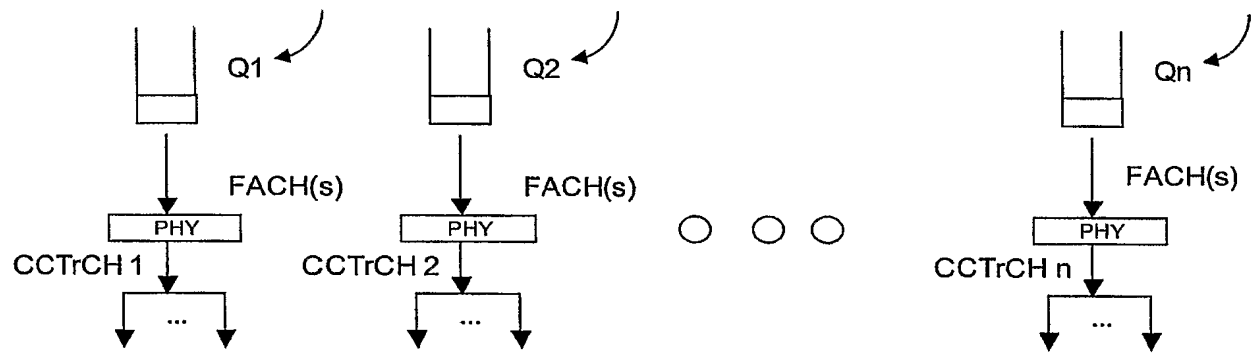 Q1
Q2
Qn
FACH(s)
FACH(s)
FACH(s)
PHY
PHY
PHY
CCTrCH 1
CCTrCH 2
CCTrCH n
...
...
...